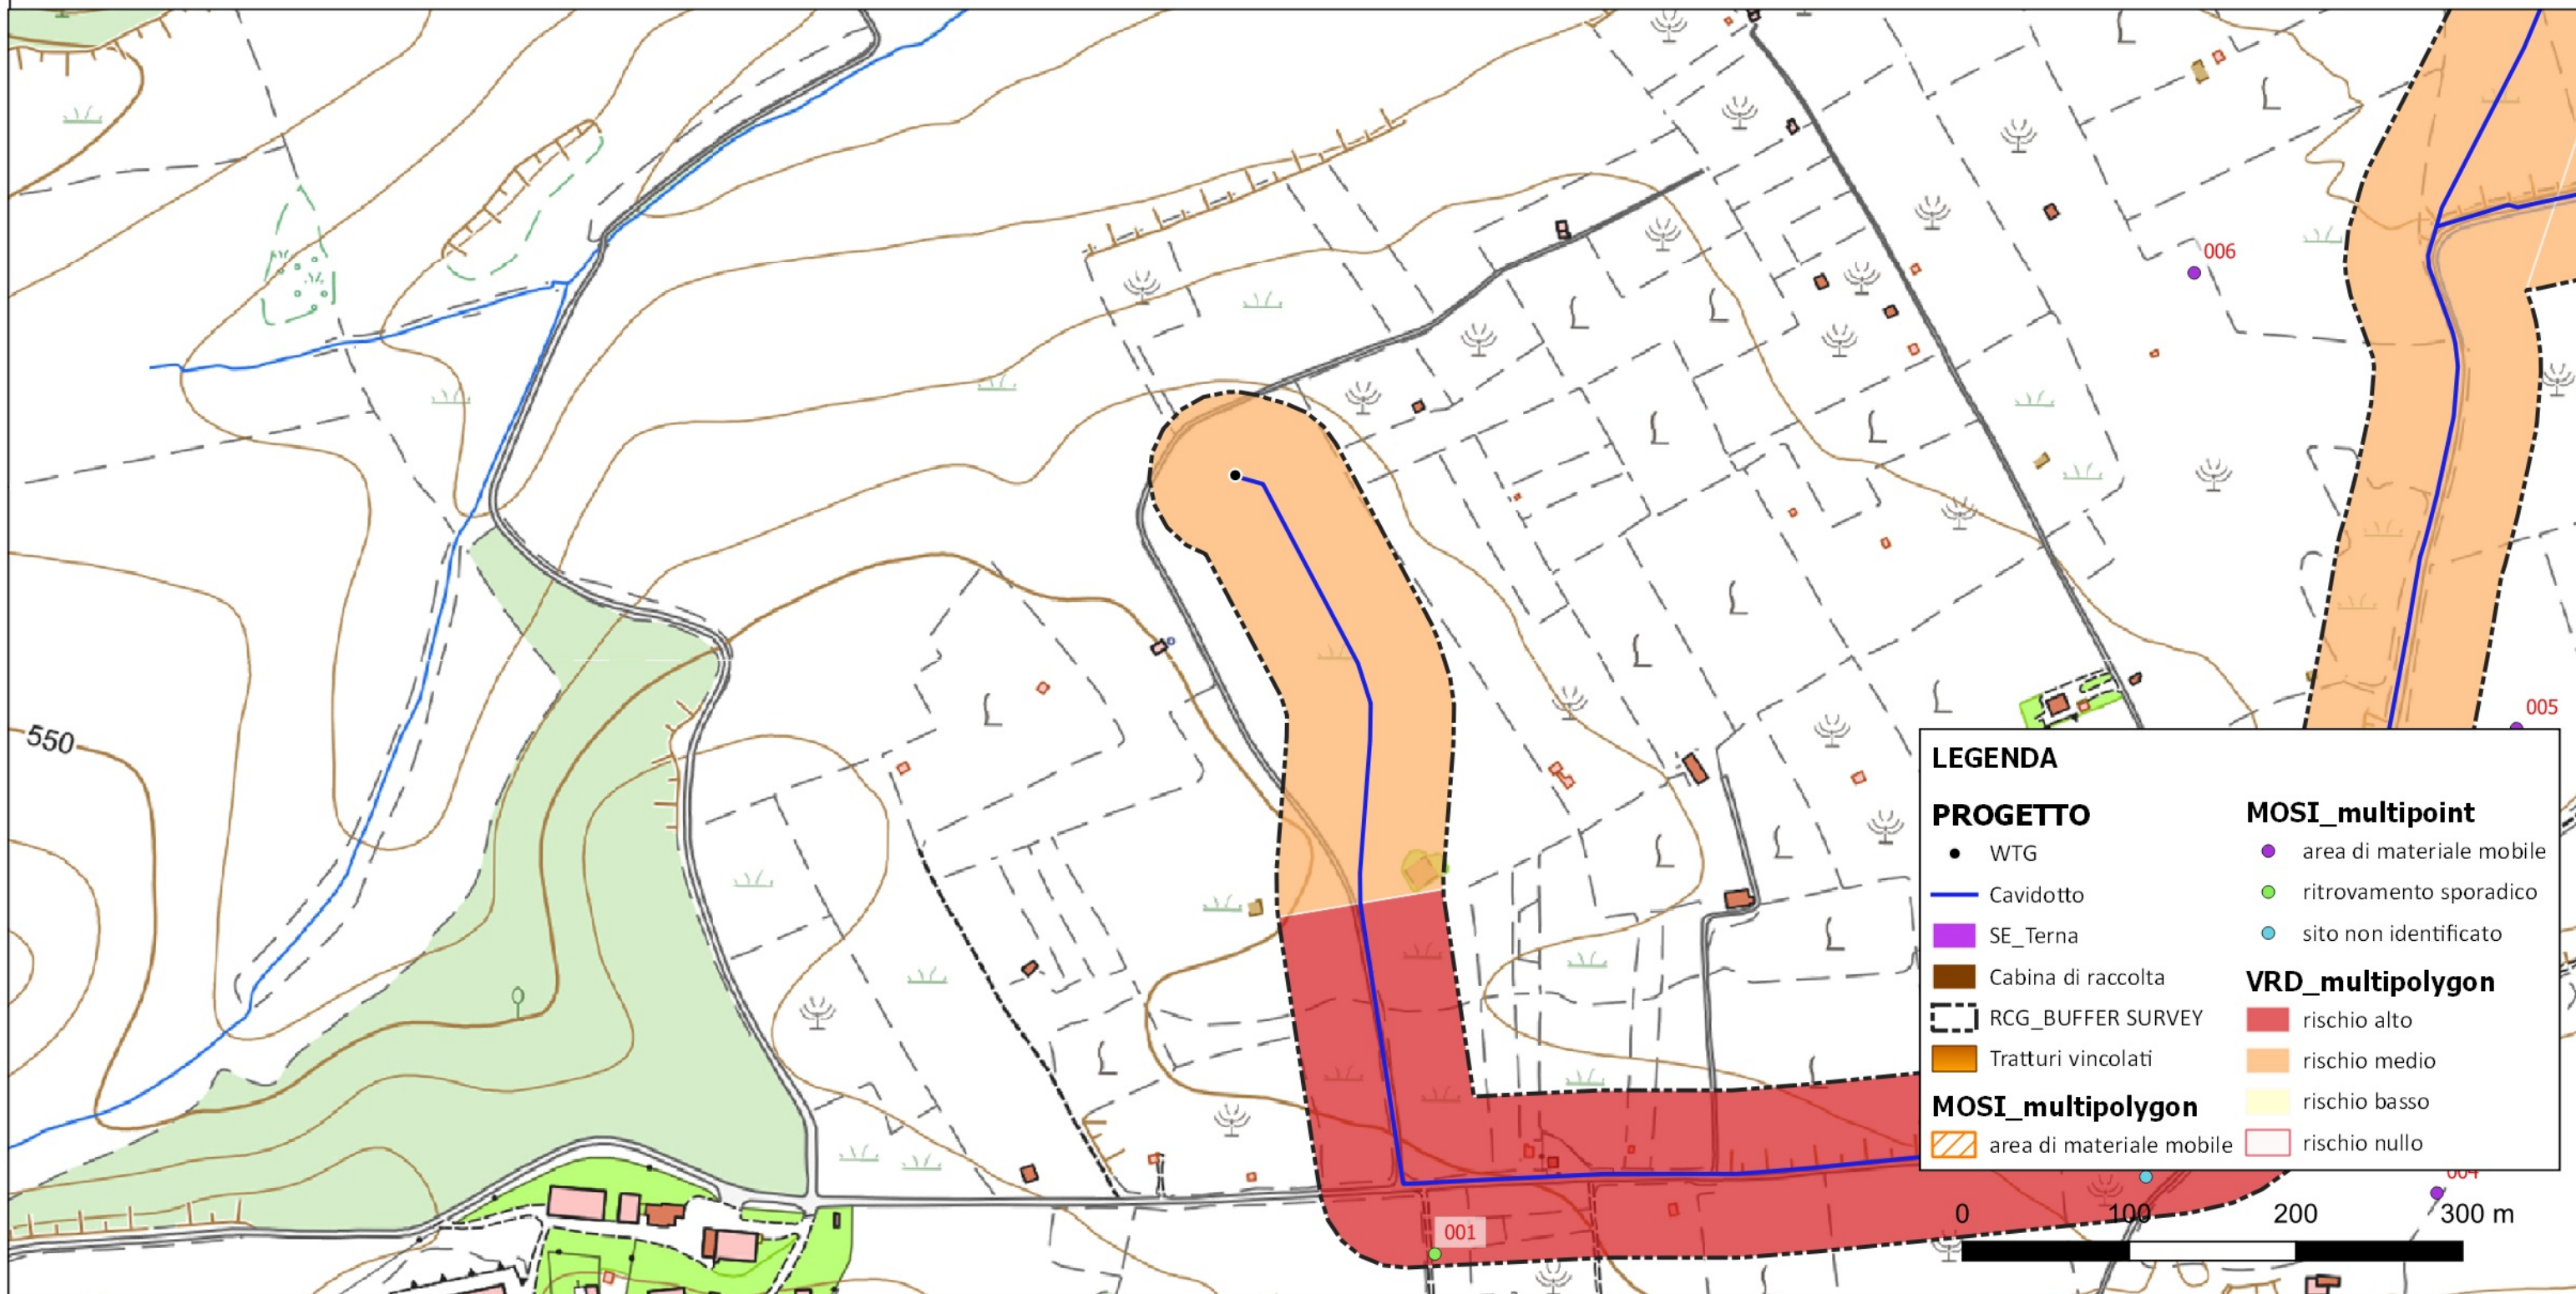 006
005
550
LEGENDA
PROGETTO
WTG
Cavidotto
SE_Terna
Cabina di raccolta
RCG_BUFFER SURVEY
Tratturi vincolati
MOSI_multipolygon
area di materiale mobile
MOSI_multipoint
area di materiale mobile
ritrovamento sporadico
sito non identificato
VRD_multipolygon
rischio alto
rischio medio
rischio basso
rischio nullo
004
0 100 200 300 m
001